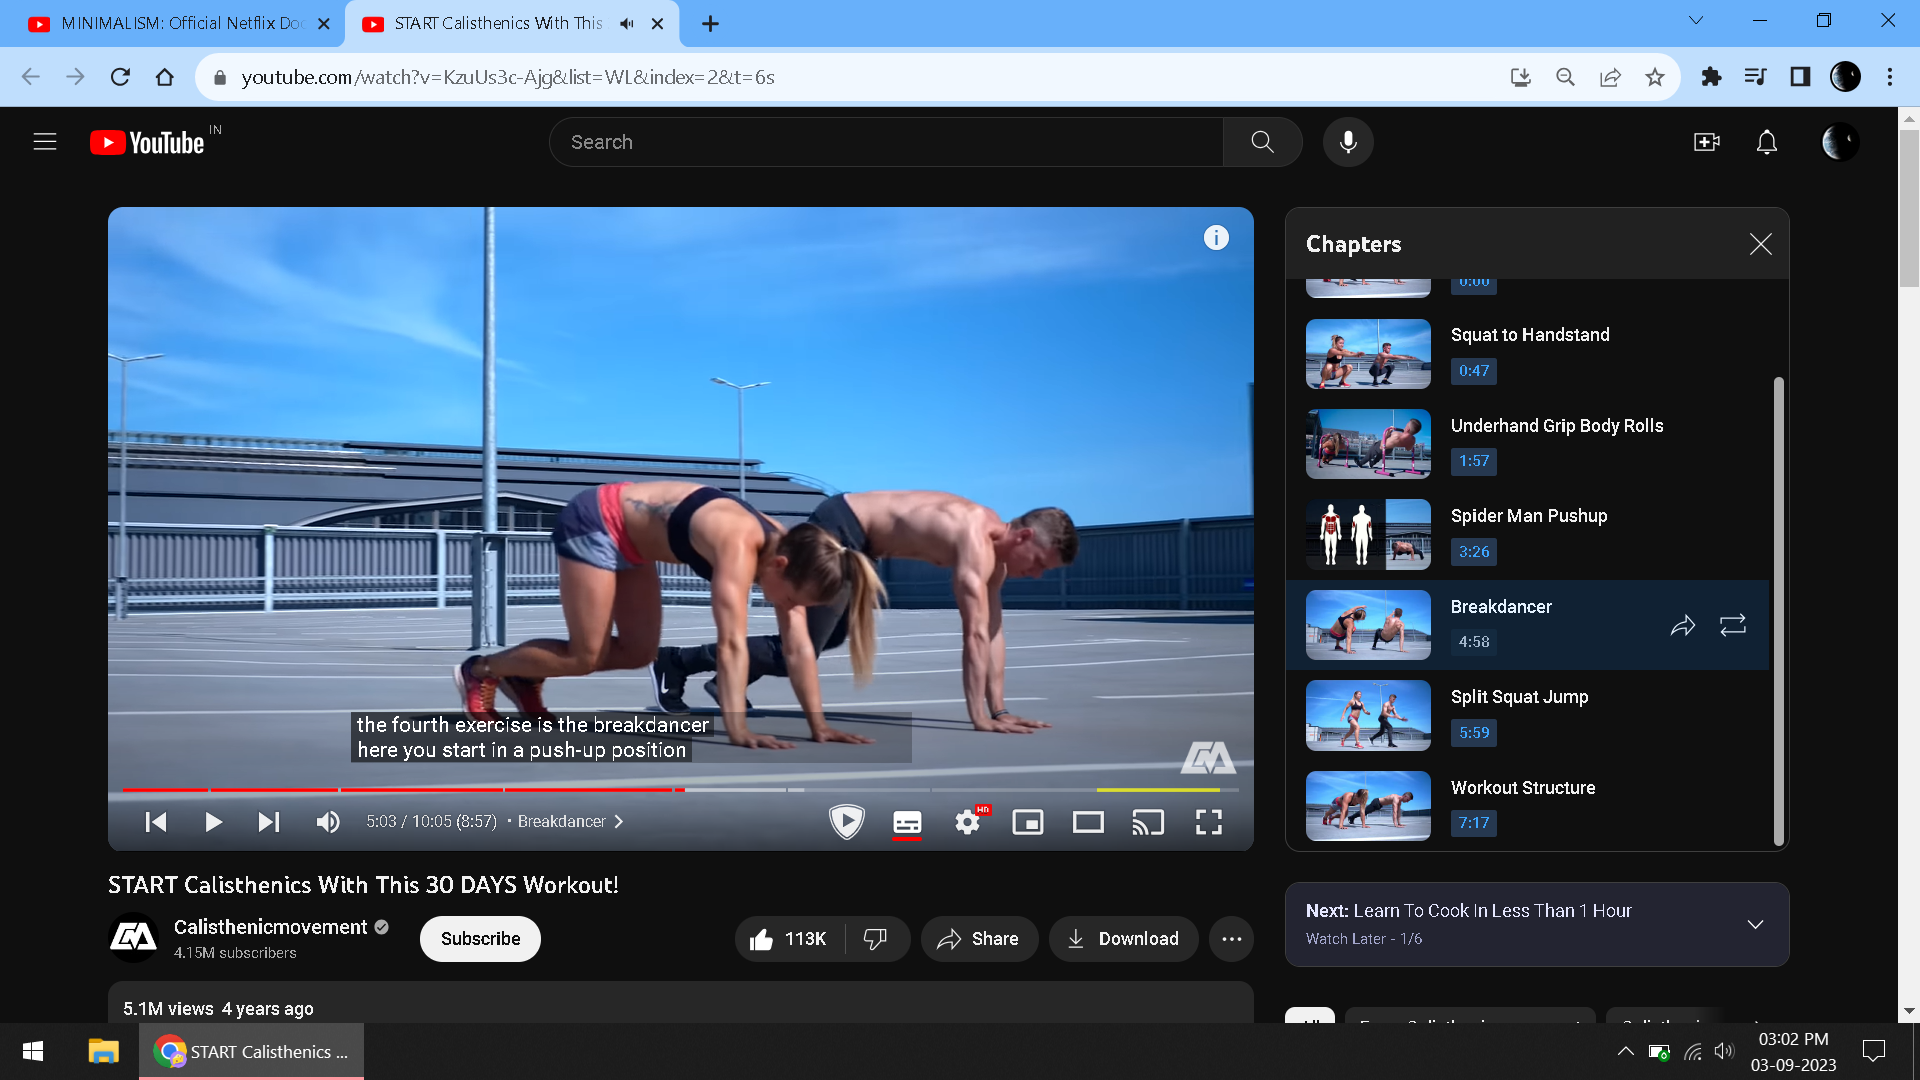 MINIMALISM: Official Netflix Doc
START Calisthenics With This
youtube.com/watch?v=KzuUs3c-Ajg&list=WL&index=2&t=6s
YouTube
IN
Search
the fourth exercise is the breakdancer
here you start in a push-up position
5:03 / 10:05 (8:57) • Breakdancer
HD
START Calisthenics With This 30 DAYS Workout!
Calisthenicmovement
4.15M subscribers
Subscribe
113K
Share
Download
5.1M views 4 years ago
Chapters
0:00
Squat to Handstand
0:47
Underhand Grip Body Rolls
1:57
Spider Man Pushup
3:26
Breakdancer
4:58
Split Squat Jump
5:59
Workout Structure
7:17
Next: Learn To Cook In Less Than 1 Hour
Watch Later - 1/6
All
START Calisthenics ...
03:02 PM
03-09-2023